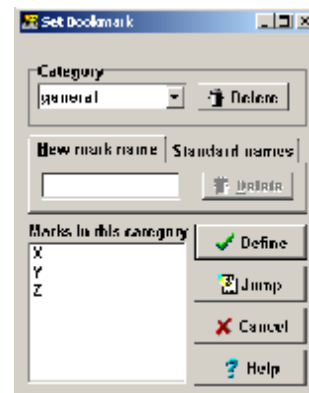 Set Bookmark
Category
general
Delete
New mark name
Standard names
Delete
Marks in this category
X
Y
Z
Define
Jump
Cancel
Help